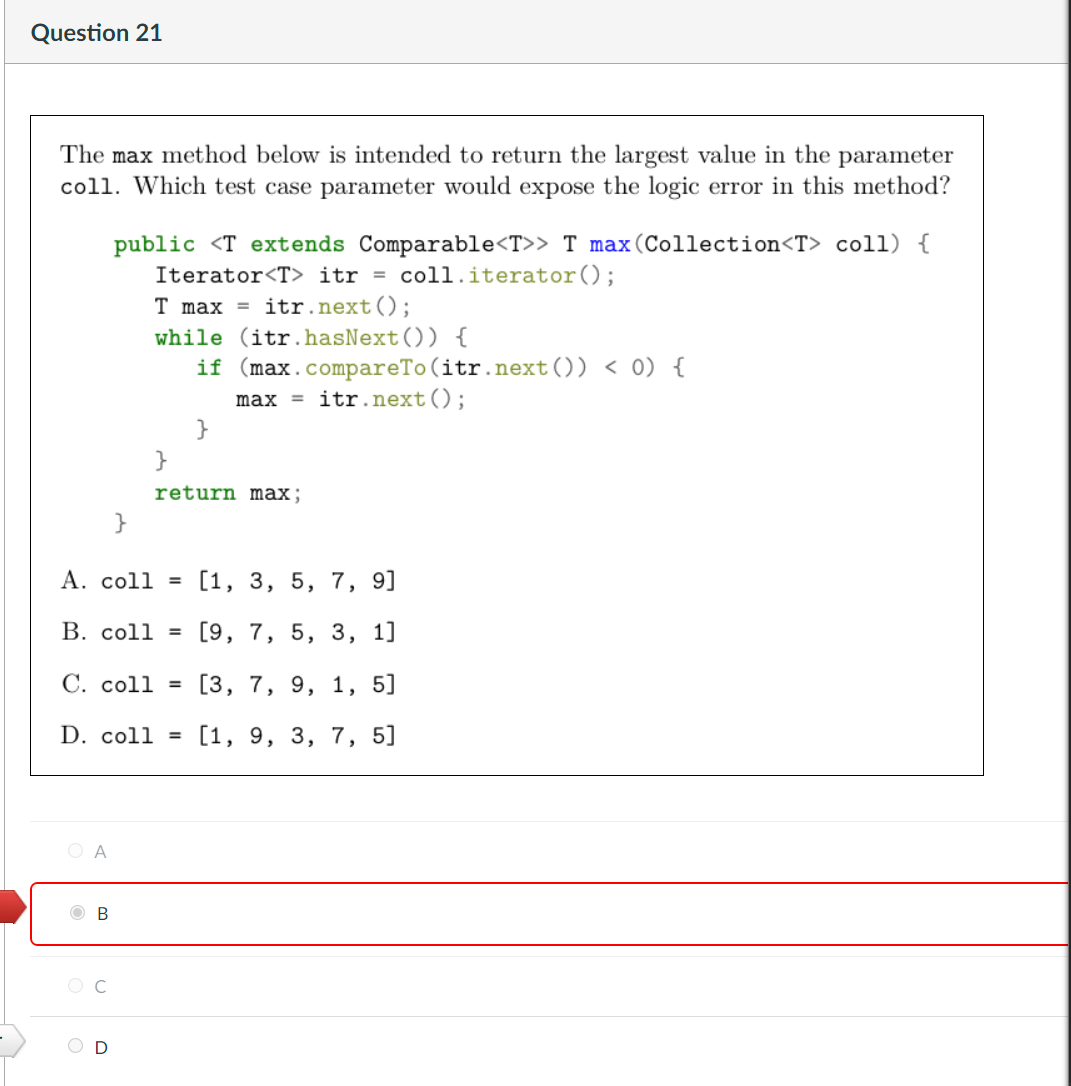 Question 21
The max method below is intended to return the largest value in the parameter
coll. Which test case parameter would expose the logic error in this method?
public <T extends Comparable<T>> T max(Collection<T> coll) {
Iterator<T> itr = coll.iterator();
T max = itr.next();
while (itr.hasNext()) {
if (max.compareTo(itr.next()) < 0) {
max = itr.next();
}
}
return max;
}
A. coll = [1, 3, 5, 7, 9]
B. coll = [9, 7, 5, 3, 1]
C. coll = [3, 7, 9, 1, 5]
D. coll = [1, 9, 3, 7, 5]
A
B
C
D